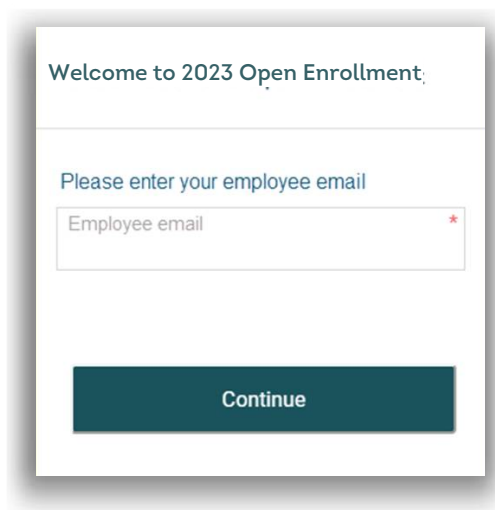 Welcome to 2023 Open Enrollment
Please enter your employee email
Employee email *
Continue